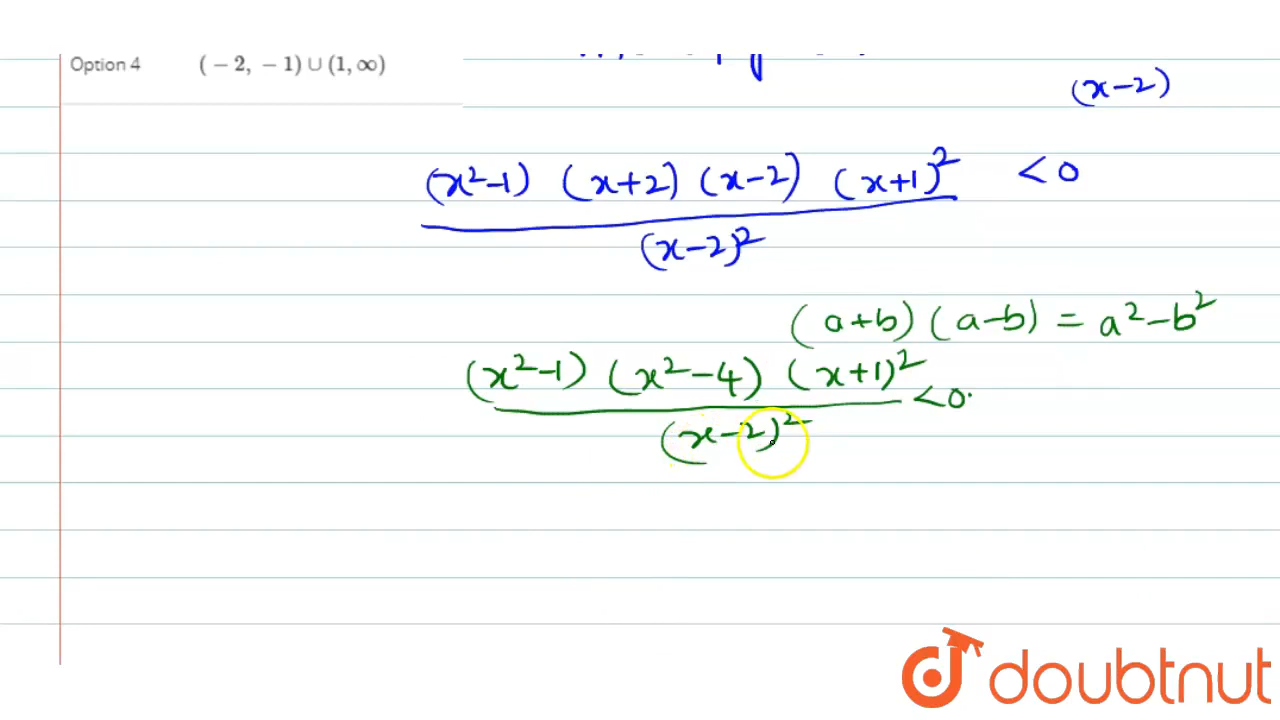 Option 4 (-2, -1) ∪ (1, ∞)
(x-2)
(x²-1) (x+2) (x-2) (x+1)² < 0
(x-2)²
(a+b) (a-b) = a²-b²
(x²-1) (x²-4) (x+1)² < 0.
(x-2)²
doubtnut